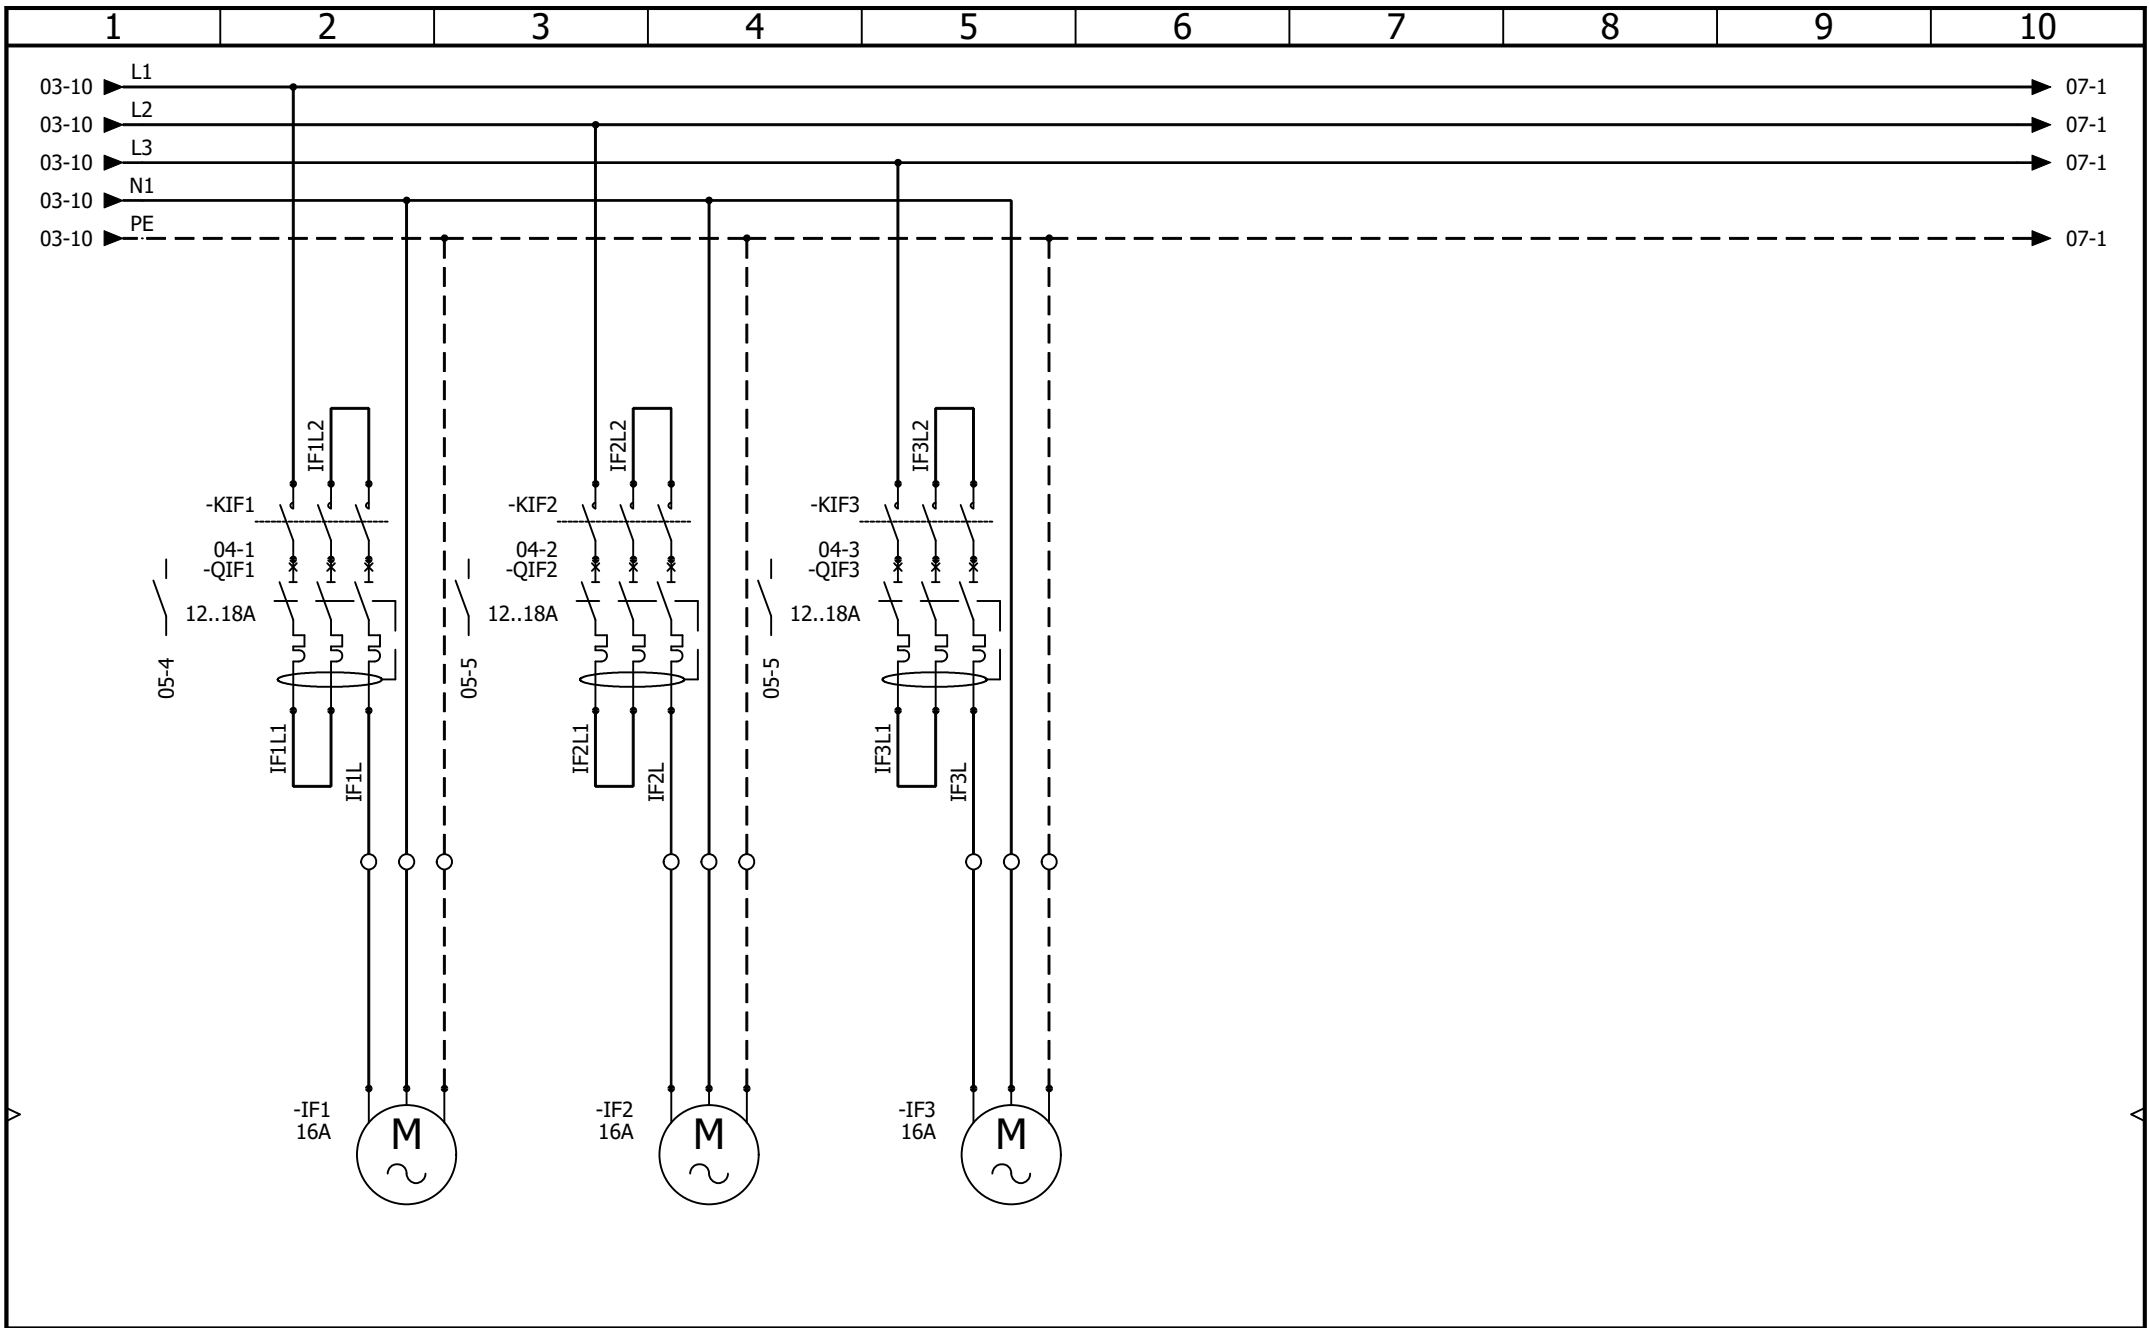 1 2 3 4 5 6 7 8 9 10
L1
03-10 07-1
L2
03-10 07-1
L3
03-10 07-1
N1
03-10
PE
03-10 07-1
IF1L2 IF2L2 IF3L2
-KIF1 -KIF2 -KIF3
04-1 04-2 04-3
-QIF1 -QIF2 -QIF3
12..18A 12..18A 12..18A
05-4 05-5 05-5
IF1L1 IF2L1 IF3L1
IF1L IF2L IF3L
-IF1 -IF2 -IF3
16A 16A 16A
M M M